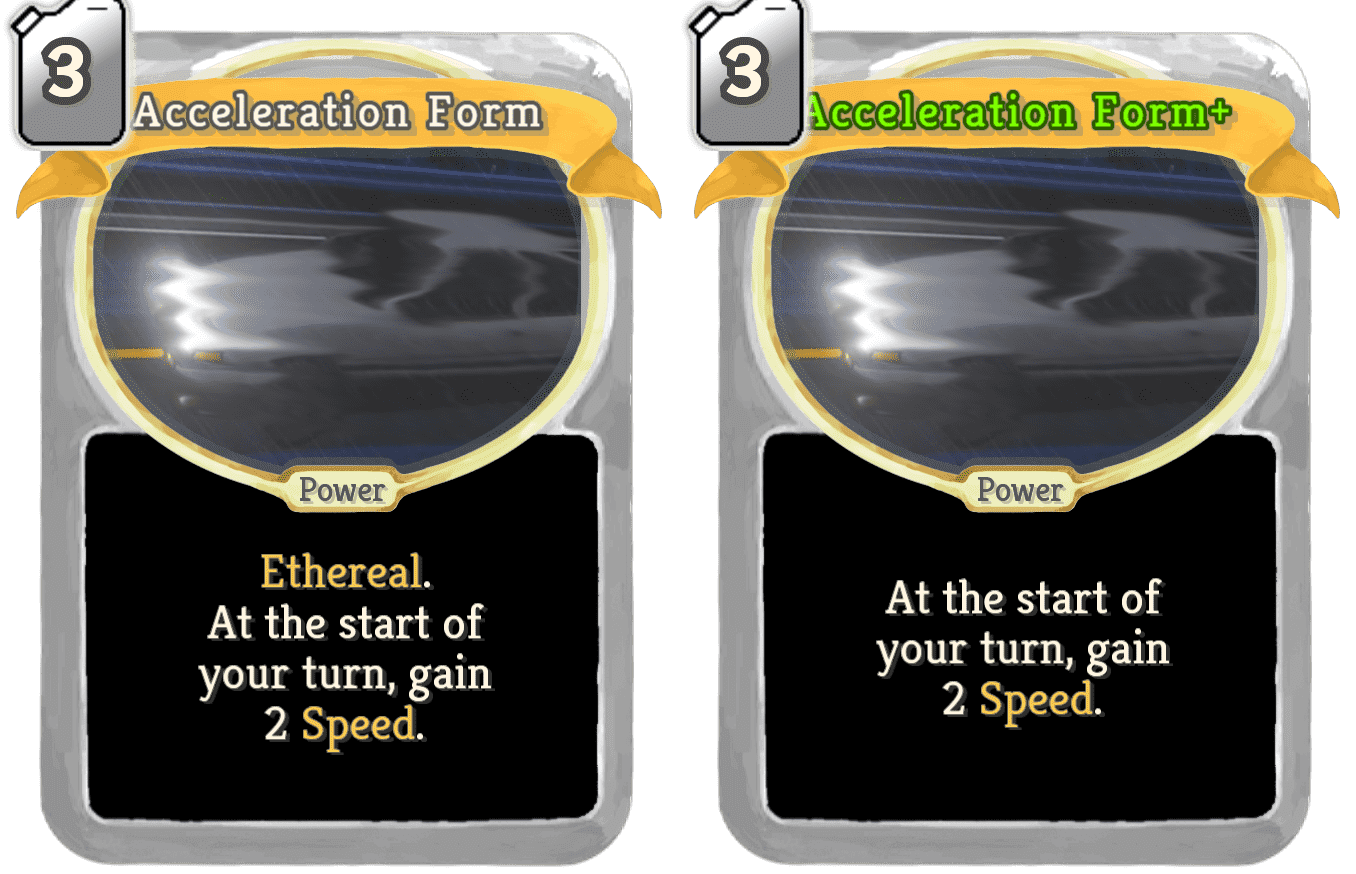 3
Acceleration Form
Power
Ethereal.
At the start of
your turn, gain
2 Speed.
3
Acceleration Form+
Power
At the start of
your turn, gain
2 Speed.